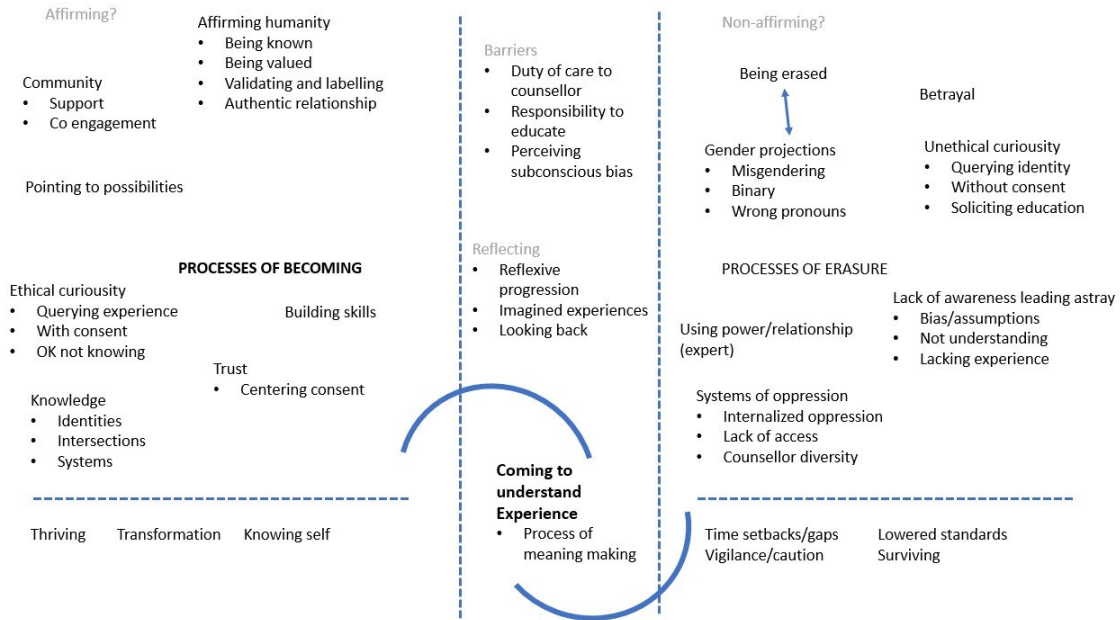 Affirming?
Affirming humanity
• Being known
• Being valued
• Validating and labelling
• Authentic relationship
Community
• Support
• Co engagement
Pointing to possibilities
PROCESSES OF BECOMING
Ethical curiousity
• Querying experience
• With consent
• OK not knowing
Building skills
Trust
• Centering consent
Knowledge
• Identities
• Intersections
• Systems
Thriving
Transformation
Knowing self
Barriers
• Duty of care to
counsellor
• Responsibility to
educate
• Perceiving
subconscious bias
Reflecting
• Reflexive
progression
• Imagined experiences
• Looking back
Coming to
understand
Experience
• Process of
meaning making
Non-affirming?
Being erased
Betrayal
Gender projections
• Misgendering
• Binary
• Wrong pronouns
Unethical curiousity
• Querying identity
• Without consent
• Soliciting education
PROCESSES OF ERASURE
Lack of awareness leading astray
• Bias/assumptions
• Not understanding
• Lacking experience
Using power/relationship
(expert)
Systems of oppression
• Internalized oppression
• Lack of access
• Counsellor diversity
Time setbacks/gaps
Vigilance/caution
Lowered standards
Surviving